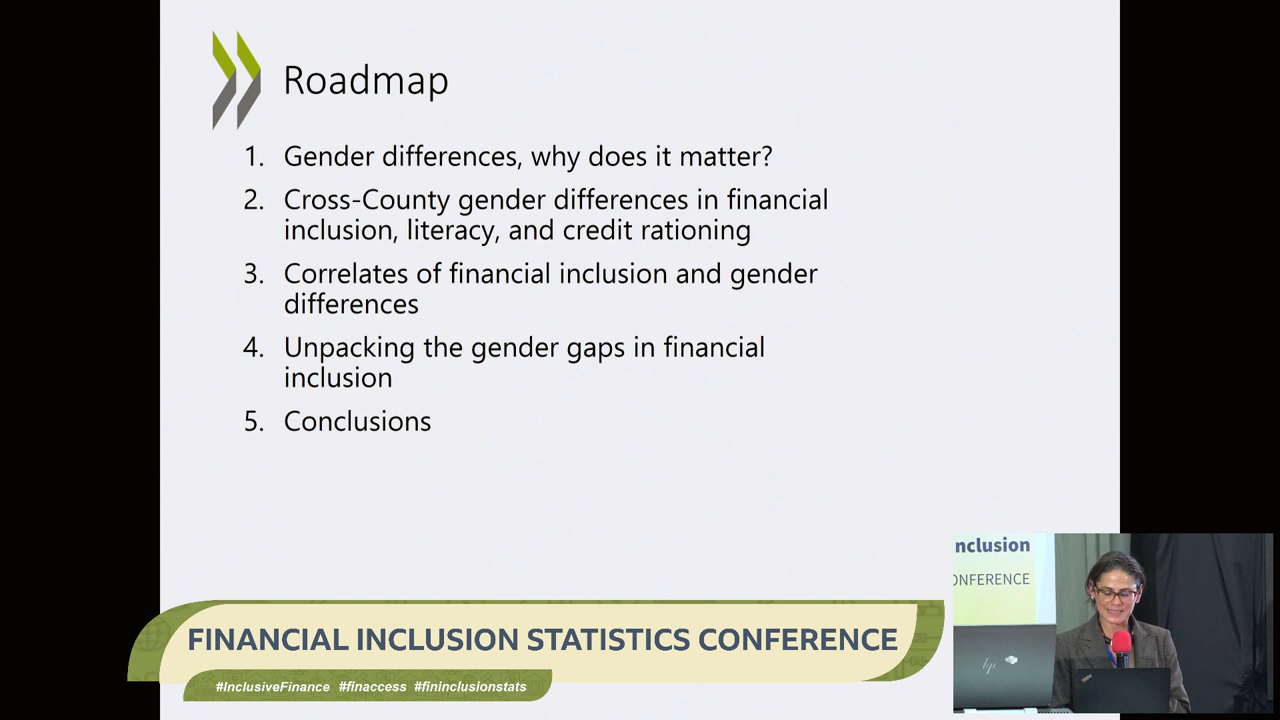 Roadmap
1. Gender differences, why does it matter?
2. Cross-County gender differences in financial
inclusion, literacy, and credit rationing
3. Correlates of financial inclusion and gender
differences
4. Unpacking the gender gaps in financial
inclusion
5. Conclusions
nclusion
ONFERENCE
hp
FINANCIAL INCLUSION STATISTICS CONFERENCE
#InclusiveFinance #finaccess #fininclusionstats